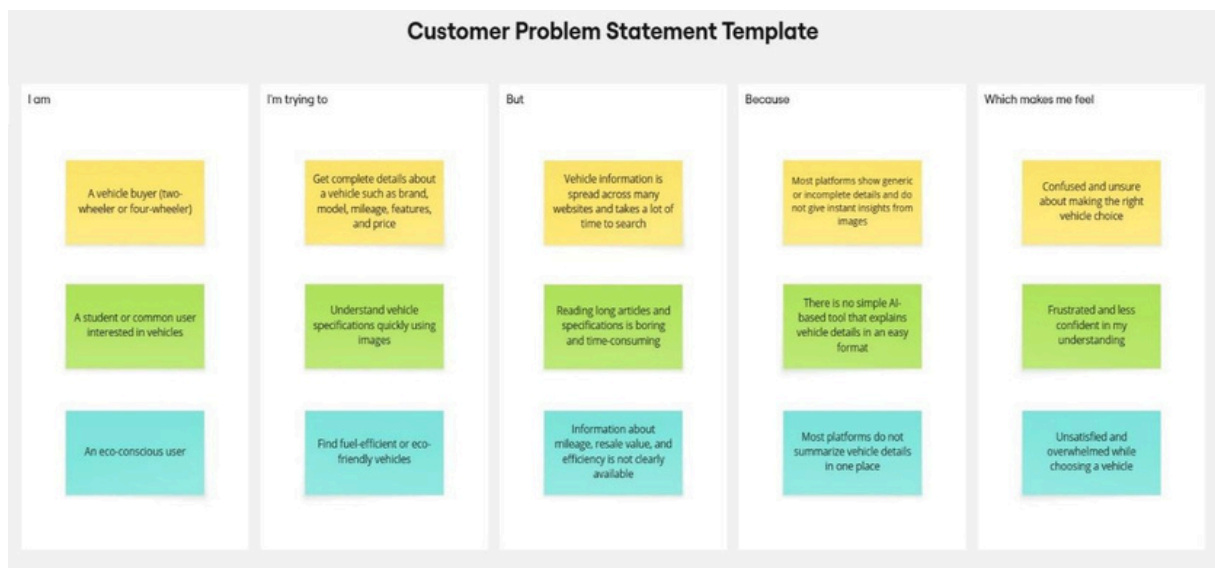 Customer Problem Statement Template
I am
I'm trying to
But
Because
Which makes me feel
A vehicle buyer (two-
wheeler or four-wheeler)
Get complete details about
a vehicle such as brand,
model, mileage, features,
and price
Vehicle information is
spread across many
websites and takes a lot of
time to search
Most platforms show generic
or incomplete details and do
not give instant insights from
images
Confused and unsure
about making the right
vehicle choice
A student or common user
interested in vehicles
Understand vehicle
specifications quickly using
images
Reading long articles and
specifications is boring
and time-consuming
There is no simple AI-
based tool that explains
vehicle details in an easy
format
Frustrated and less
confident in my
understanding
An eco-conscious user
Find fuel-efficient or eco-
friendly vehicles
Information about
mileage, resale value, and
efficiency is not clearly
available
Most platforms do not
summarize vehicle details
in one place
Unsatisfied and
overwhelmed while
choosing a vehicle